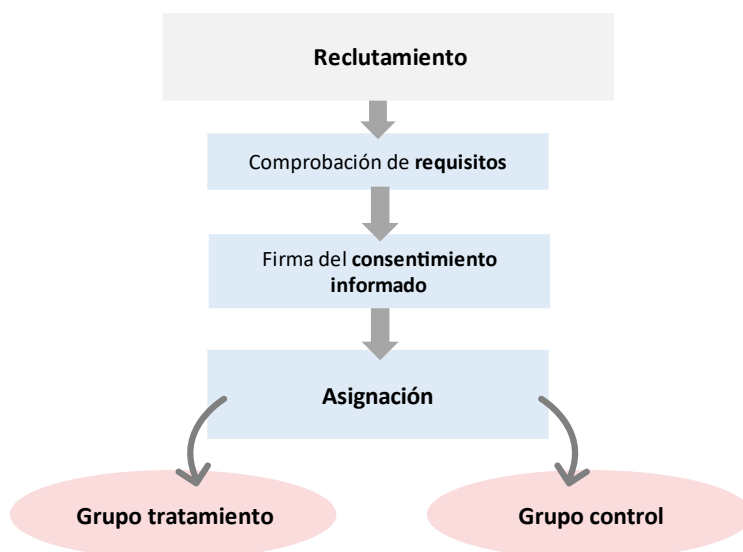 Reclutamiento
Comprobación de requisitos
Firma del consentimiento
informado
Asignación
Grupo tratamiento
Grupo control